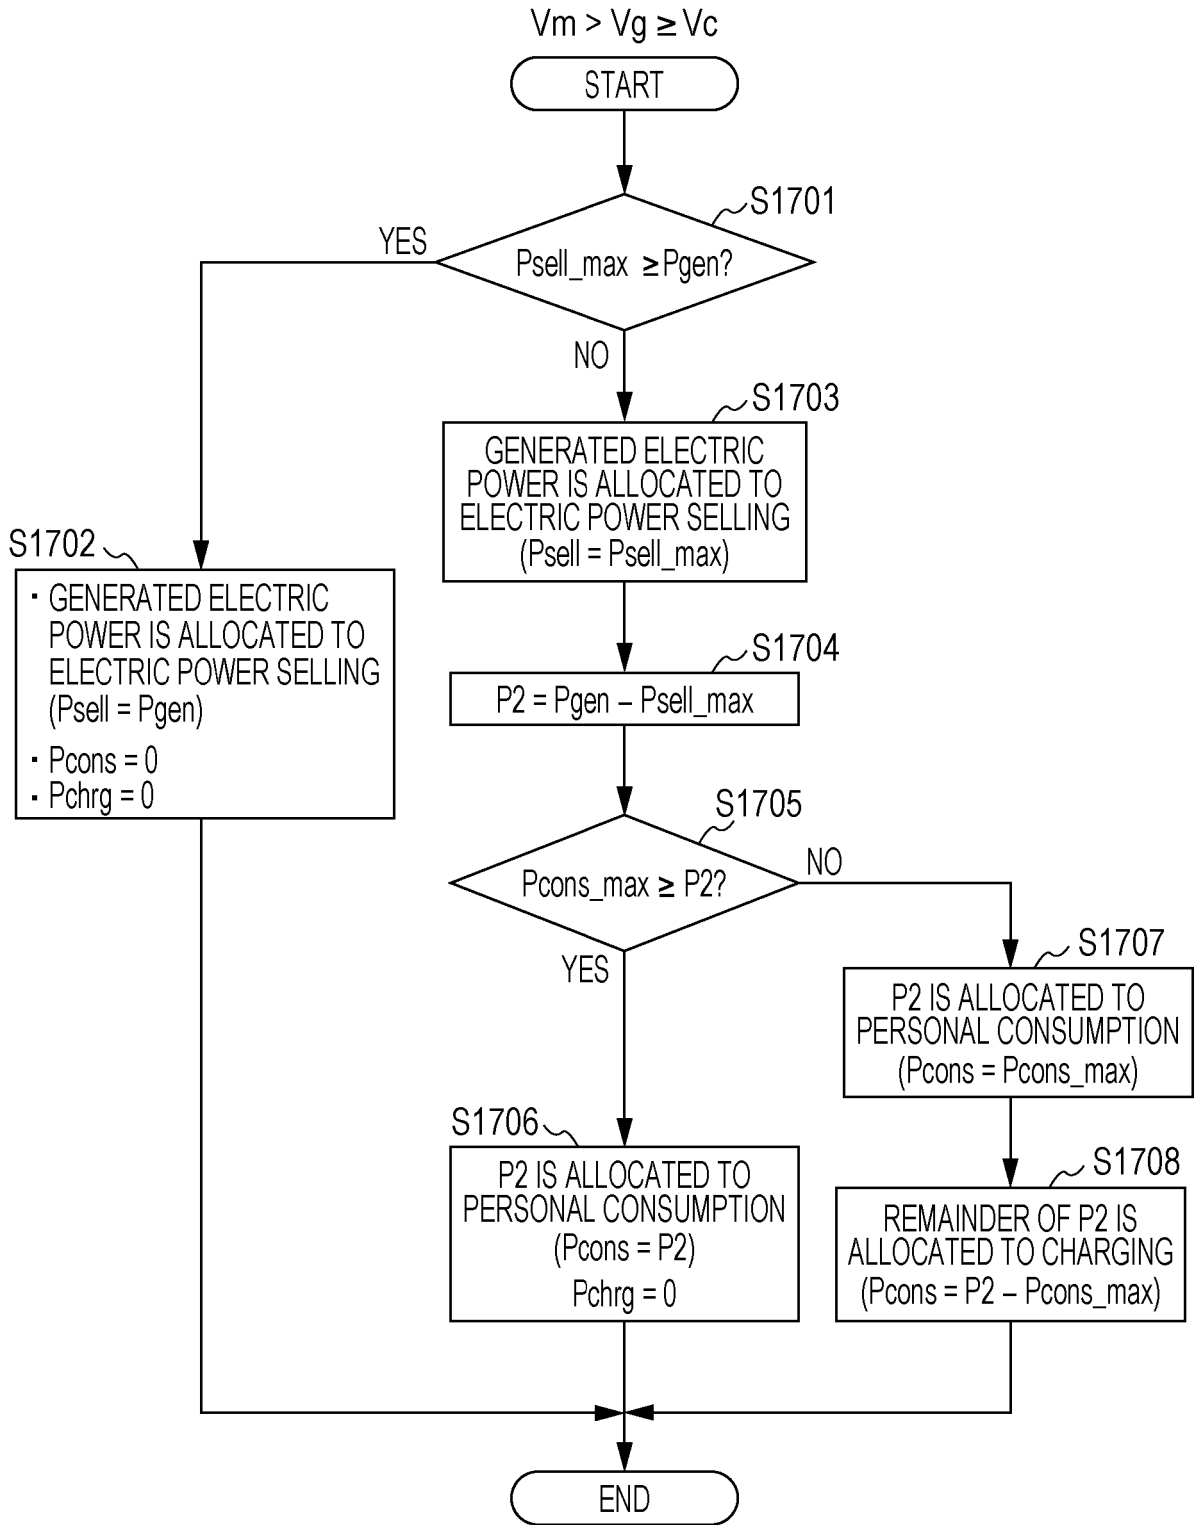 Vm > Vg ≥ Vc
START
S1701
YES
Psell_max ≥Pgen?
NO
S1703
GENERATED ELECTRIC
POWER IS ALLOCATED TO
ELECTRIC POWER SELLING
(Psell = Psell_max)
S1702
· GENERATED ELECTRIC
POWER IS ALLOCATED TO
ELECTRIC POWER SELLING
(Psell = Pgen)
· Pcons = 0
· Pchrg = 0
S1704
P2 = Pgen – Psell_max
S1705
Pcons_max ≥ P2?
NO
YES
S1707
P2 IS ALLOCATED TO
PERSONAL CONSUMPTION
(Pcons = Pcons_max)
S1706
P2 IS ALLOCATED TO
PERSONAL CONSUMPTION
(Pcons = P2)
Pchrg = 0
S1708
REMAINDER OF P2 IS
ALLOCATED TO CHARGING
(Pcons = P2 – Pcons_max)
END